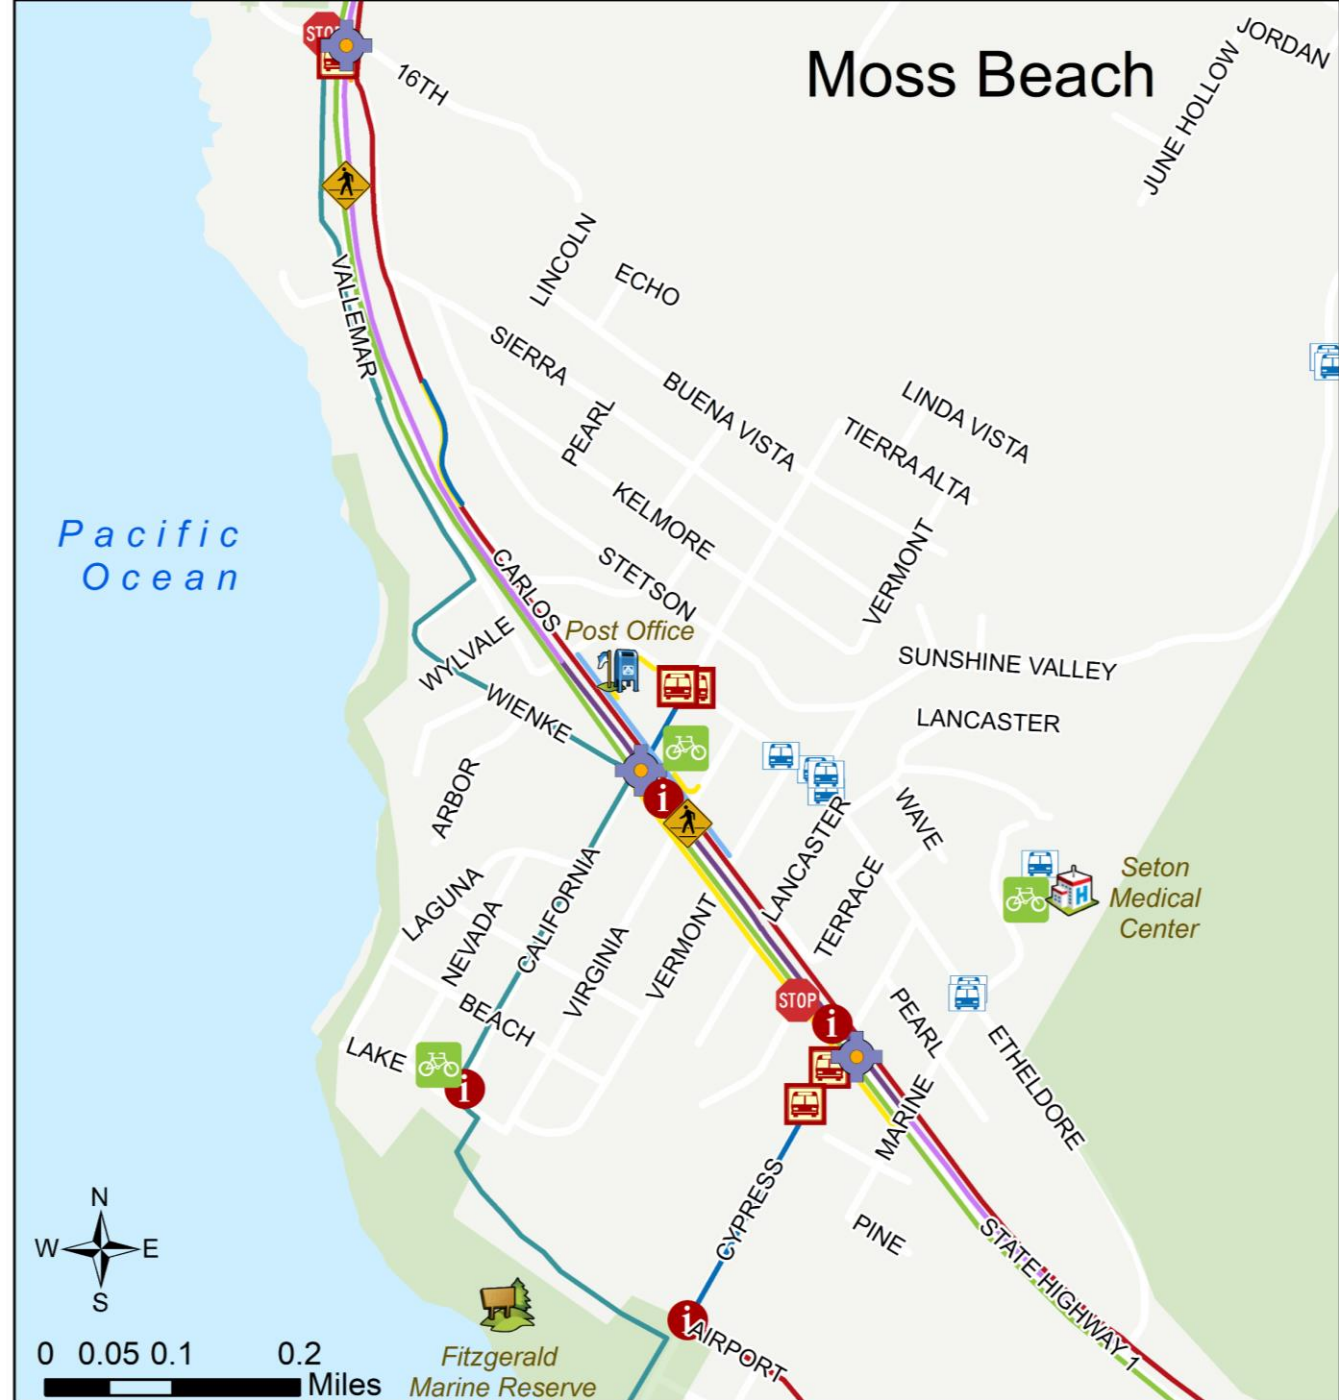 Moss Beach
JORDAN
JUNE HOLLOW
STOP
16TH
VALLEMAR
LINCOLN
ECHO
SIERRA
BUENA VISTA
LINDA VISTA
TIERRA ALTA
PEARL
KELMORE
STETSON
VERMONT
Pacific
Ocean
CARLOS
Post Office
WYLVALE
WIENKE
SUNSHINE VALLEY
LANCASTER
ARBOR
i
WAVE
LANCASTER
TERRACE
H
Seton
Medical
Center
LAGUNA
NEVADA
CALIFORNIA
VIRGINIA
VERMONT
BEACH
LAKE
i
STOP
i
PEARL
ETHELDORE
MARINE
CYPRESS
PINE
STATE HIGHWAY 1
N
W E
S
i
AIRPORT
0 0.05 0.1 0.2
Miles
Fitzgerald
Marine Reserve